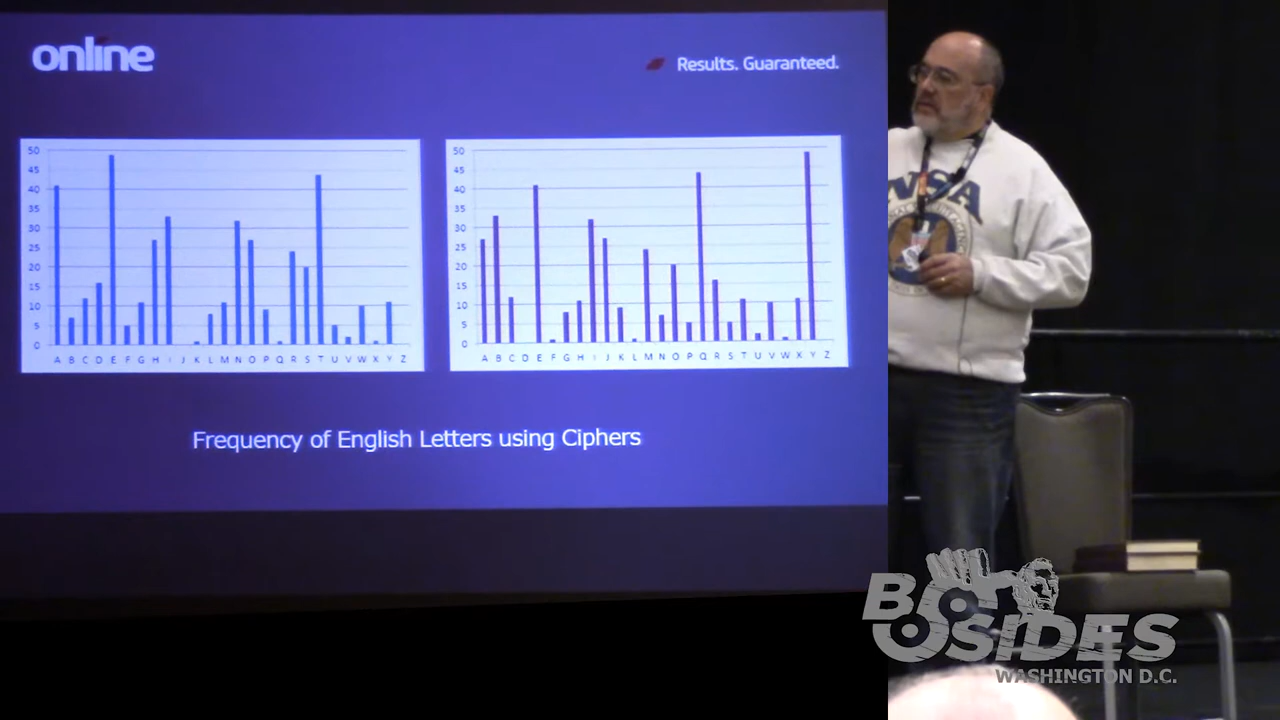 online
Results. Guaranteed.
50
45
40
35
30
25
20
15
10
5
0
A B C D E F G H I J K L M N O P Q R S T U V W X Y Z
50
45
40
35
30
25
20
15
10
5
0
A B C D E F G H I J K L M N O P Q R S T U V W X Y Z
Frequency of English Letters using Ciphers
NSA
BSIDES
WASHINGTON D.C.